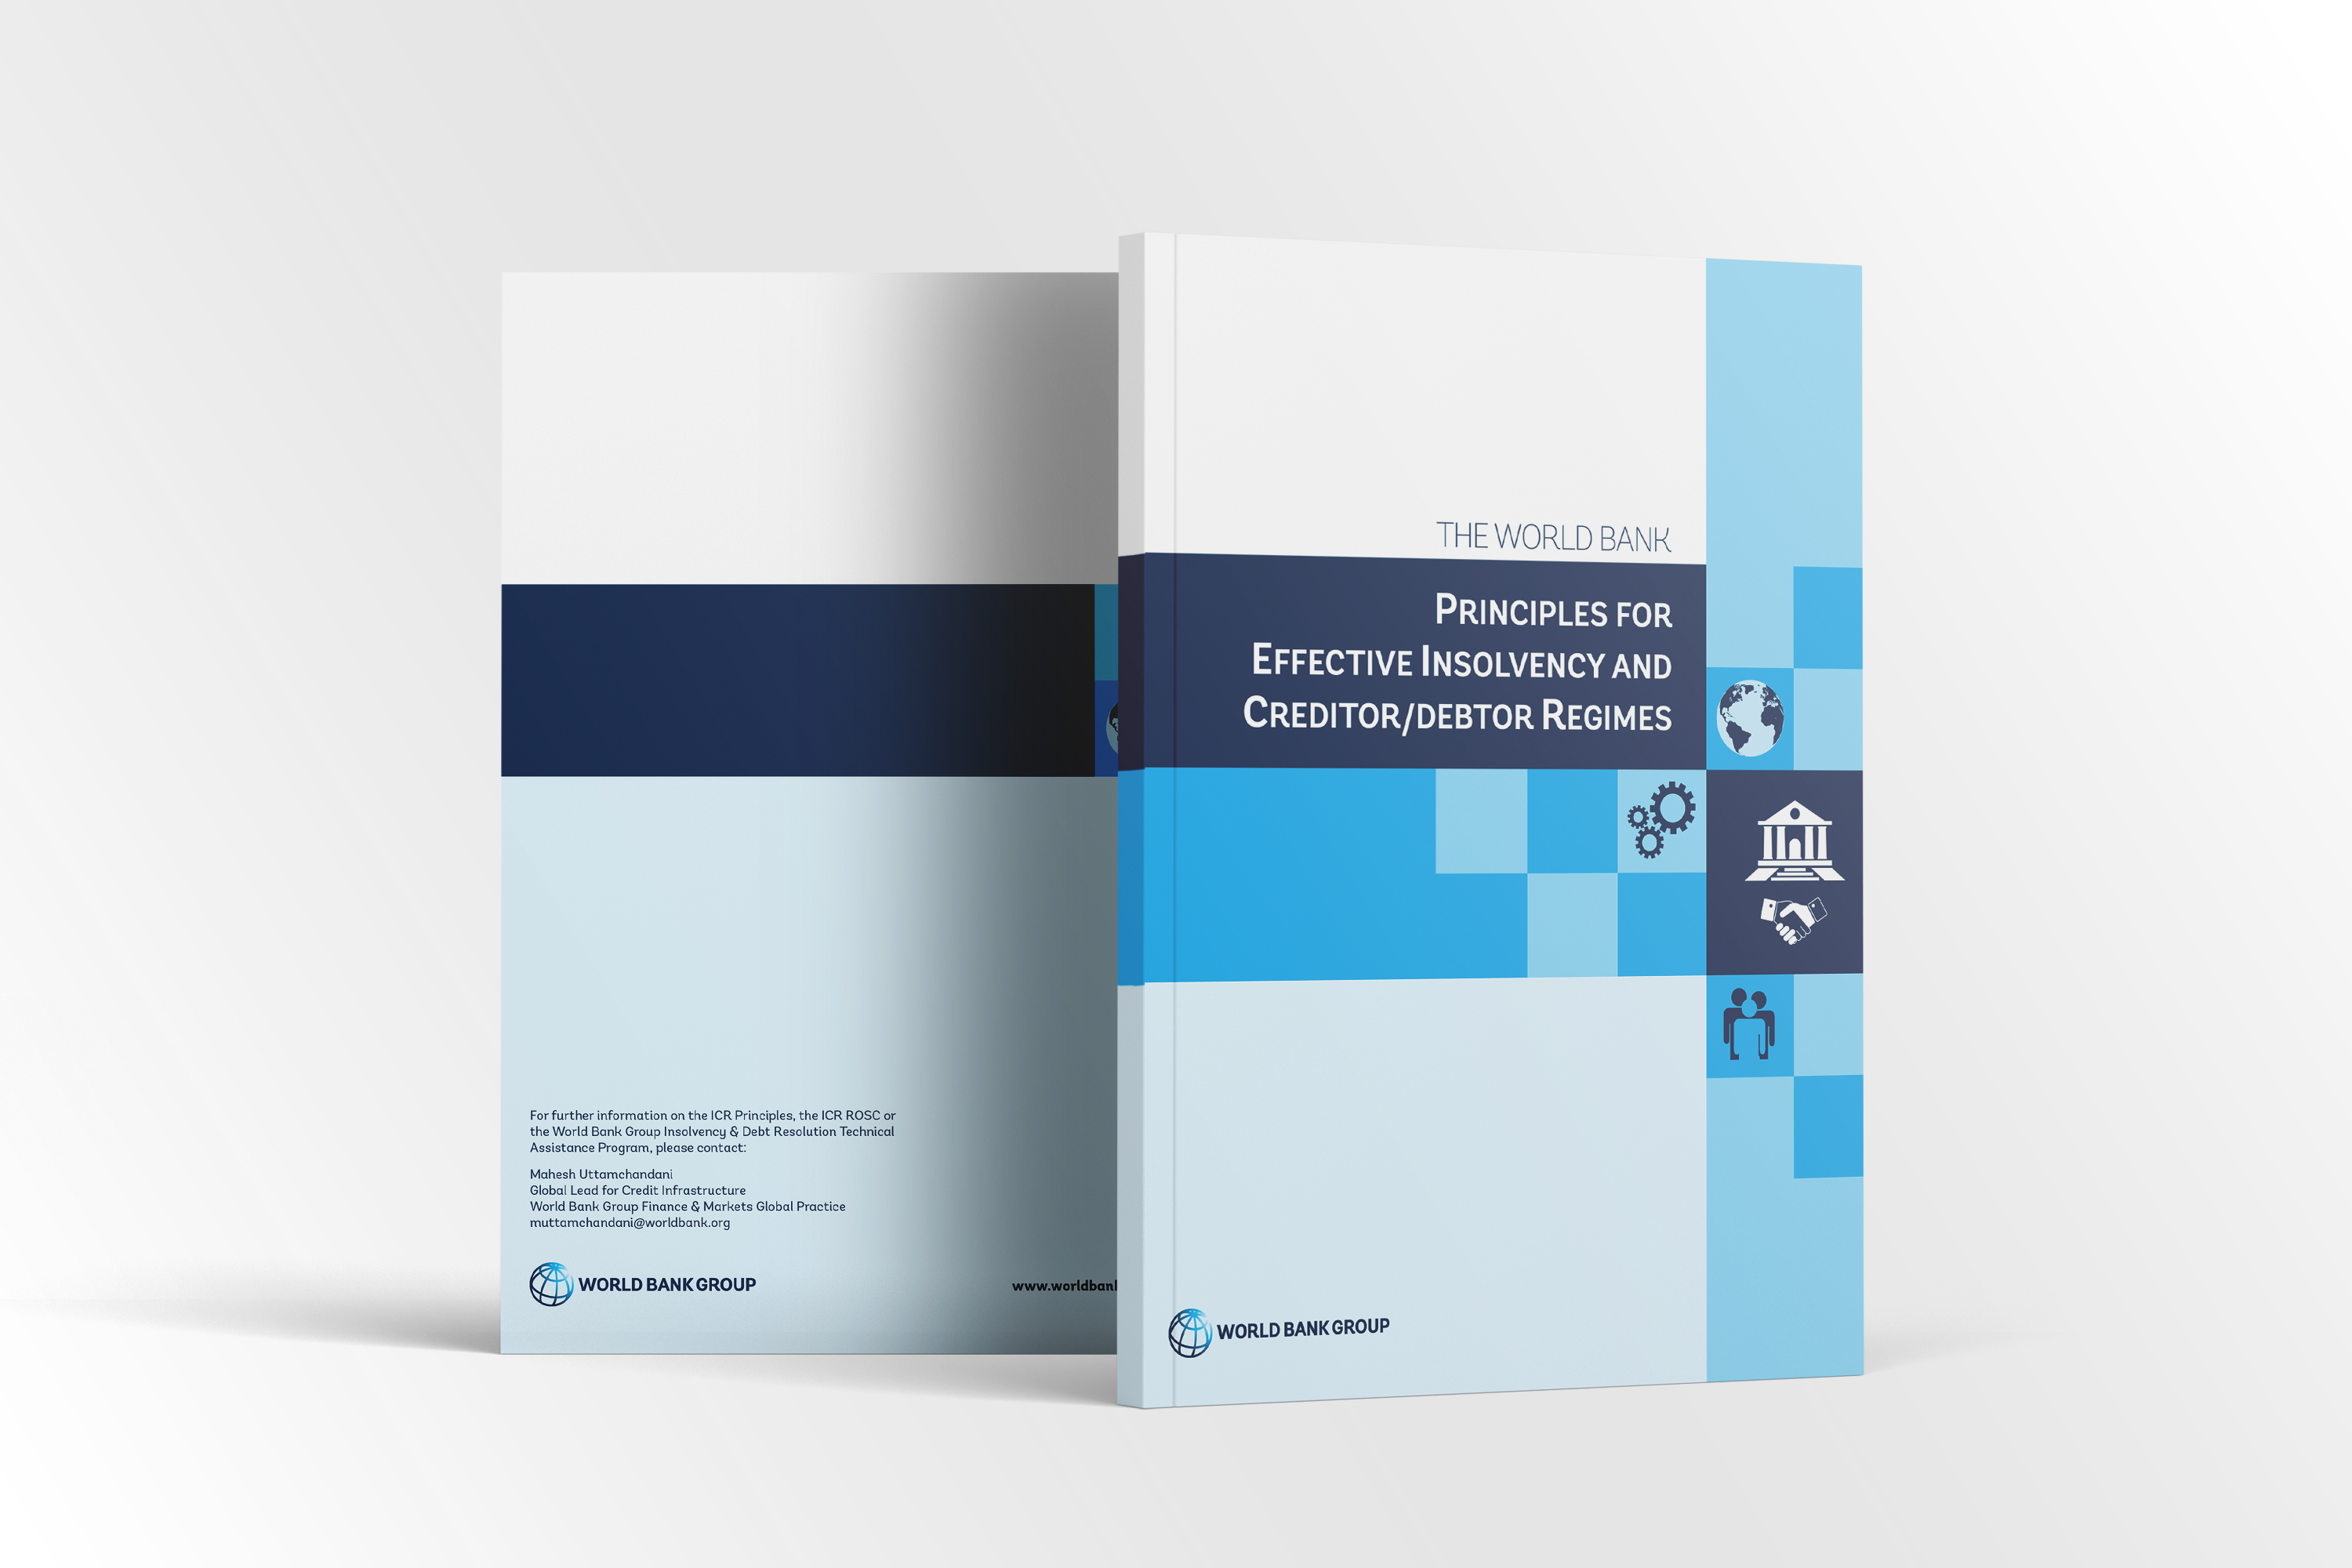 THE WORLD BANK
PRINCIPLES FOR
EFFECTIVE INSOLVENCY AND
CREDITOR/DEBTOR REGIMES
WORLD BANK GROUP
For further information on the ICR Principles, the ICR ROSC or
the World Bank Group Insolvency & Debt Resolution Technical
Assistance Program, please contact:
Mahesh Uttamchandani
Global Lead for Credit Infrastructure
World Bank Group Finance & Markets Global Practice
muttamchandani@worldbank.org
WORLD BANK GROUP
www.worldbank